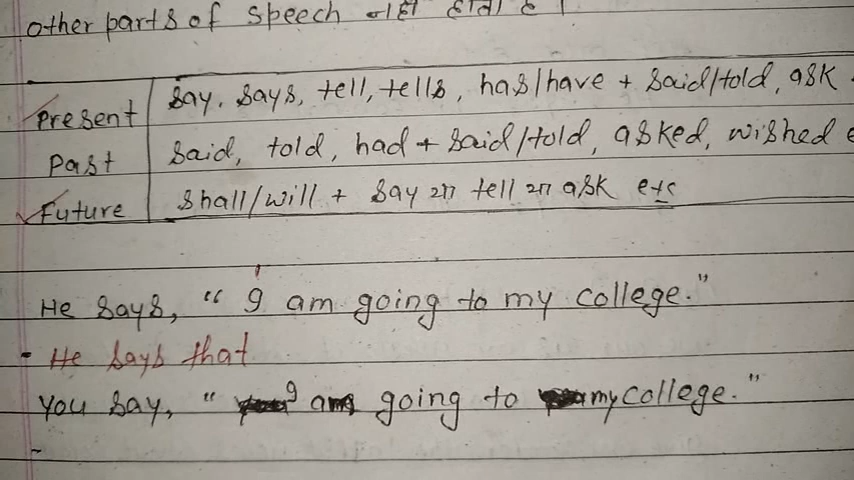 other parts of speech नहीं होता है।
Present say, says, tell, tells, has/have + said/told, ask
Past said, told, had + said/told, asked, wished
Future shall/will + say या tell या ask etc
He says, " I am going to my college."
- He says that
You say, " I am going to my college."